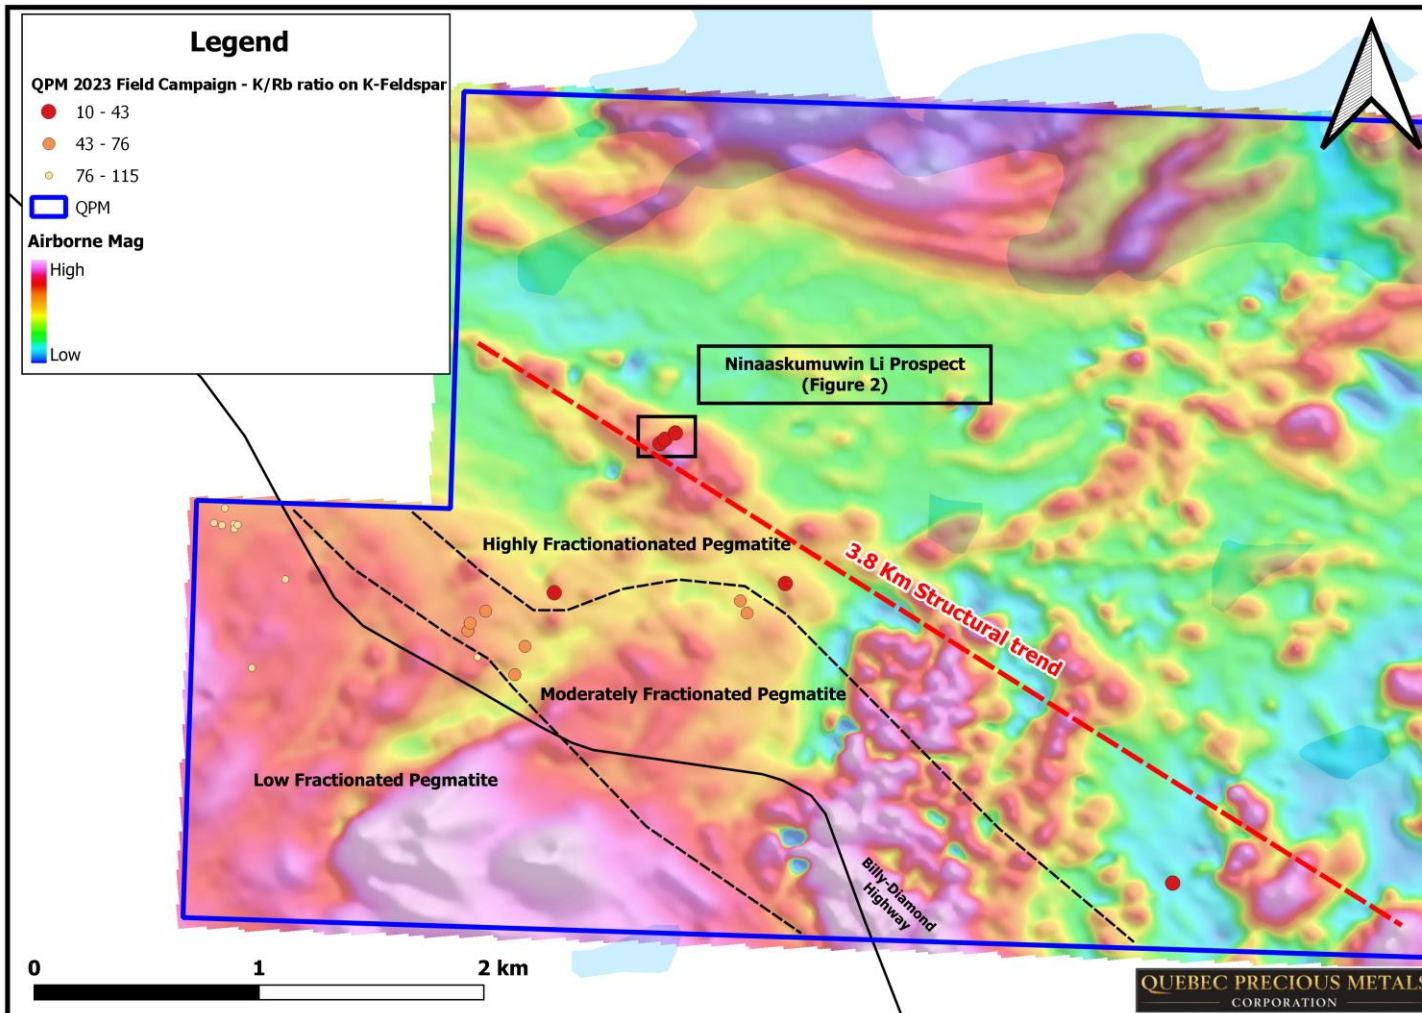 Legend
QPM 2023 Field Campaign - K/Rb ratio on K-Feldspar
10 - 43
43 - 76
76 - 115
QPM
Airborne Mag
High
Low
Ninaaskumuwin Li Prospect
(Figure 2)
Highly Fractionationated Pegmatite
3.8 Km Structural trend
Moderately Fractionated Pegmatite
Low Fractionated Pegmatite
Billy-Diamond
Highway
0 1 2 km
QUEBEC PRECIOUS METALS
CORPORATION